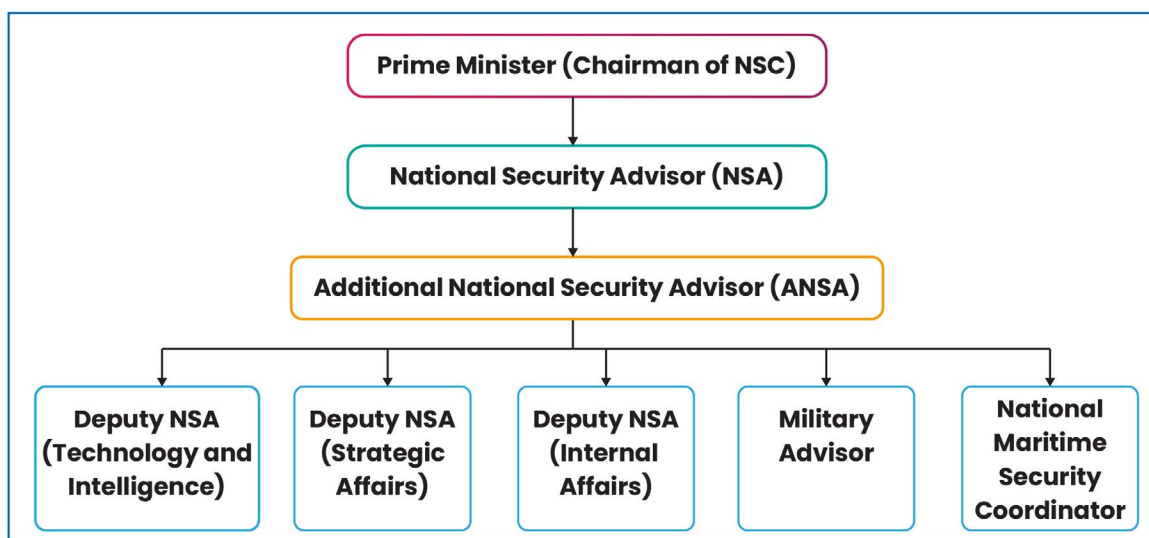 Prime Minister (Chairman of NSC)
National Security Advisor (NSA)
Additional National Security Advisor (ANSA)
Deputy NSA
(Technology and
Intelligence)
Deputy NSA
(Strategic
Affairs)
Deputy NSA
(Internal
Affairs)
Military
Advisor
National
Maritime
Security
Coordinator